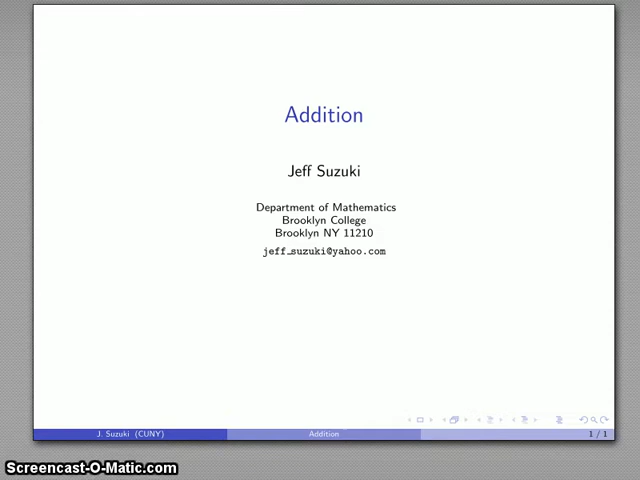 Addition
Jeff Suzuki
Department of Mathematics
Brooklyn College
Brooklyn NY 11210
jeff_suzuki@yahoo.com
J. Suzuki (CUNY)
Addition
1 / 1
Screencast-O-Matic.com